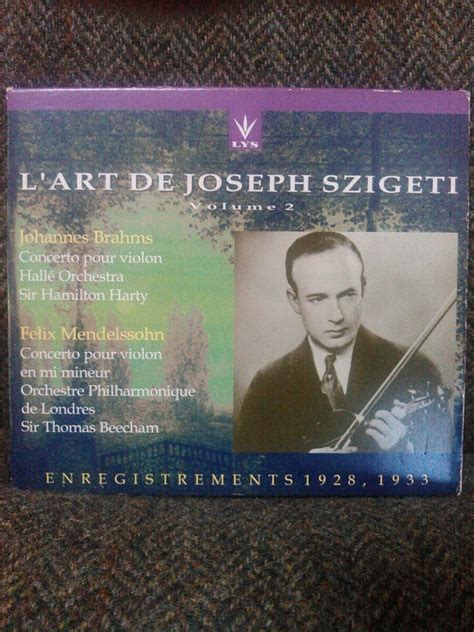 LYS
L'ART DE JOSEPH SZIGETI
Volume 2
Johannes Brahms
Concerto pour violon
Hallé Orchestra
Sir Hamilton Harty
Felix Mendelssohn
Concerto pour violon
en mi mineur
Orchestre Philharmonique
de Londres
Sir Thomas Beecham
ENREGISTREMENTS 1928, 1933